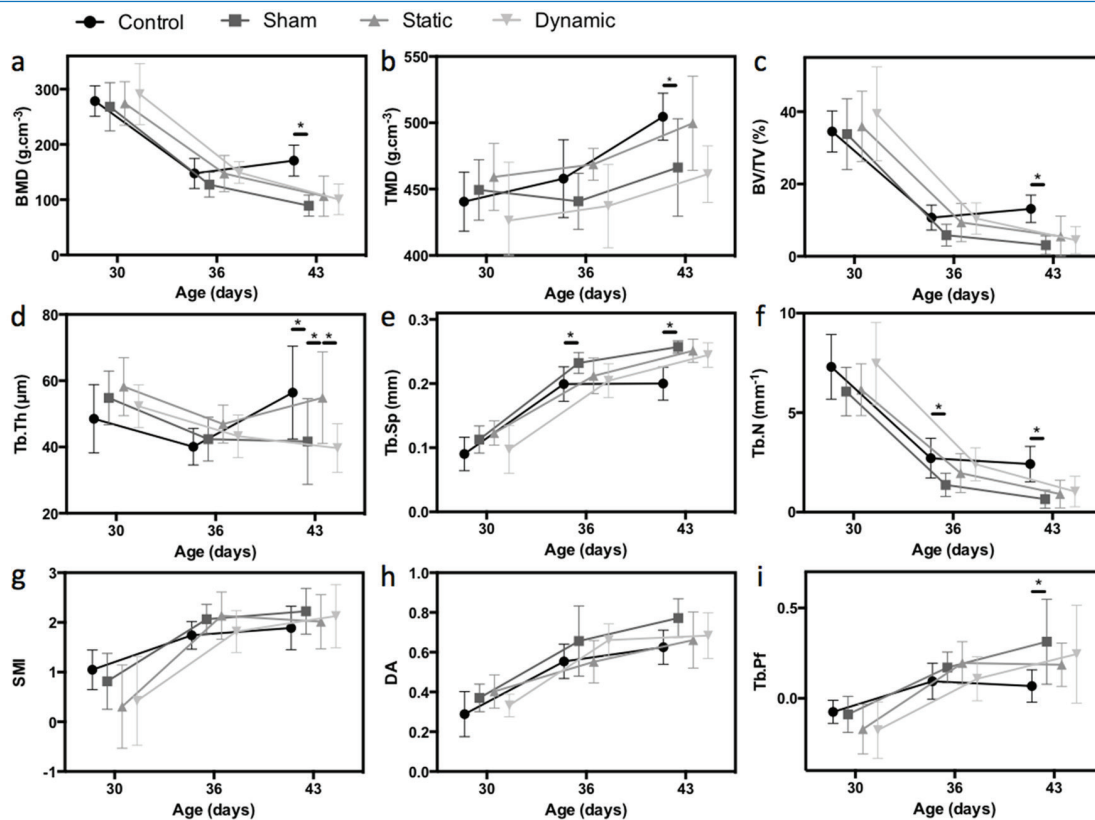 Control Sham Static Dynamic
a b c
BMD (g.cm⁻³)
300
200
100
0
*
30 36 43
Age (days)
TMD (g.cm⁻³)
550
500
450
400
*
30 36 43
Age (days)
BV/TV (%)
40
20
0
*
30 36 43
Age (days)
d e f
Tb.Th (µm)
80
60
40
20
* * *
30 36 43
Age (days)
Tb.Sp (mm)
0.3
0.2
0.1
0.0
* *
30 36 43
Age (days)
Tb.N (mm⁻¹)
10
5
0
* *
30 36 43
Age (days)
g h i
SMI
3
2
1
0
-1
30 36 43
Age (days)
DA
1.0
0.8
0.6
0.4
0.2
0.0
30 36 43
Age (days)
Tb.Pf
0.5
0.0
*
30 36 43
Age (days)